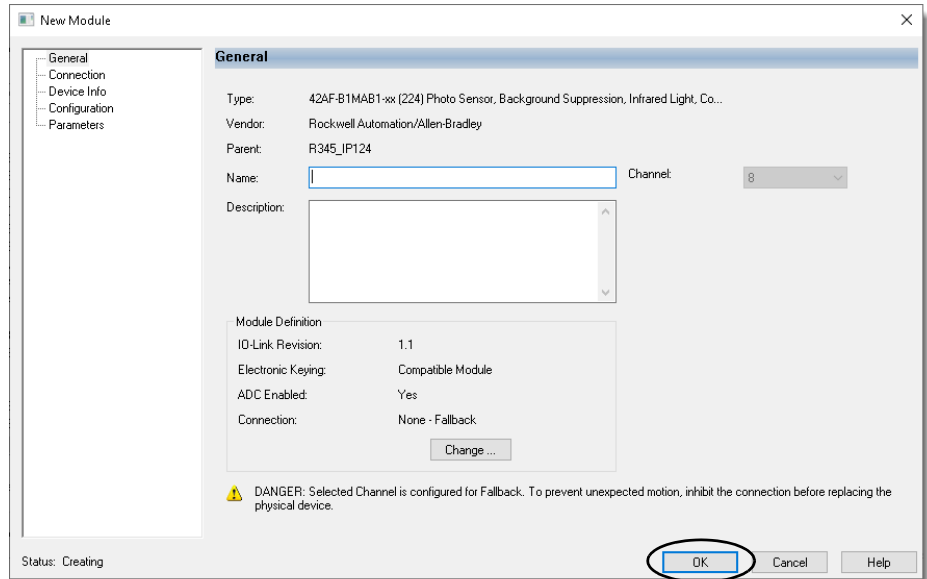 New Module
General
Connection
Device Info
Configuration
Parameters
General
Type: 42AF-B1MAB1-xx (224) Photo Sensor, Background Suppression, Infrared Light, Co...
Vendor: Rockwell Automation/Allen-Bradley
Parent: R345_IP124
Name: Channel: 8
Description:
Module Definition
IO-Link Revision: 1.1
Electronic Keying: Compatible Module
ADC Enabled: Yes
Connection: None - Fallback
Change ...
DANGER: Selected Channel is configured for Fallback. To prevent unexpected motion, inhibit the connection before replacing the
physical device.
Status: Creating OK Cancel Help